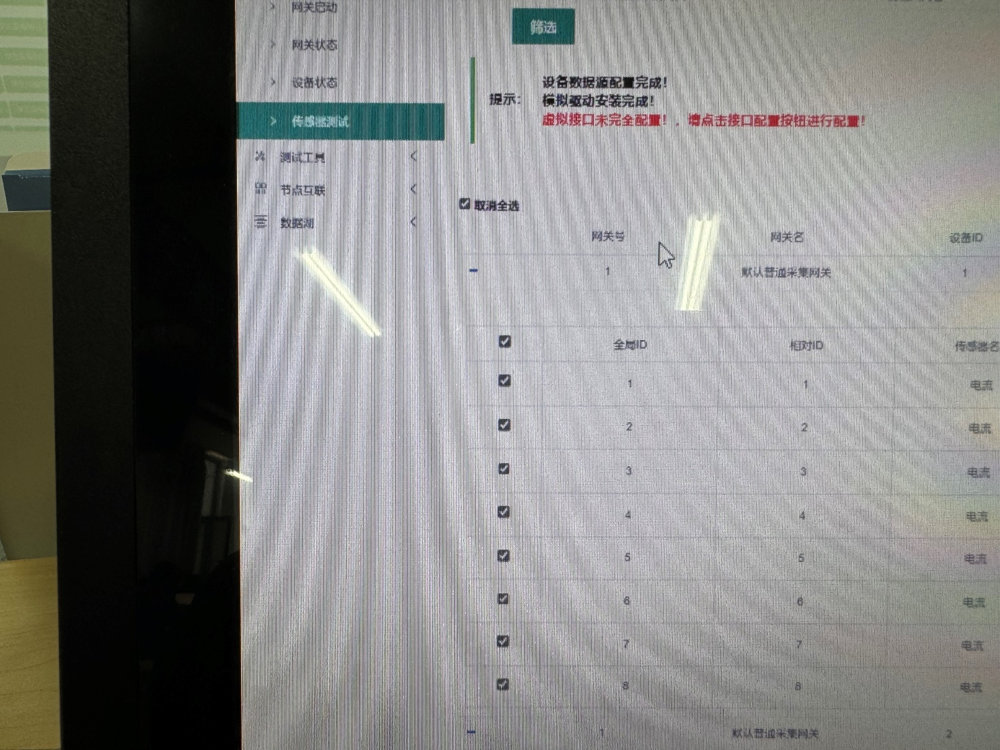 网关启动
网关状态
设备状态
传感器测试
测试工具
节点互联
数据湖
筛选
提示:
设备数据源配置完成!
模拟驱动安装完成!
虚拟接口未完全配置!,请点击接口配置按钮进行配置!
取消全选
网关号 网关名 设备ID
1 默认普通采集网关 1
全局ID 相对ID 传感器名
1 1 电流
2 2 电流
3 3 电流
4 4 电流
5 5 电流
6 6 电流
7 7 电流
8 8 电流
1 默认普通采集网关 2